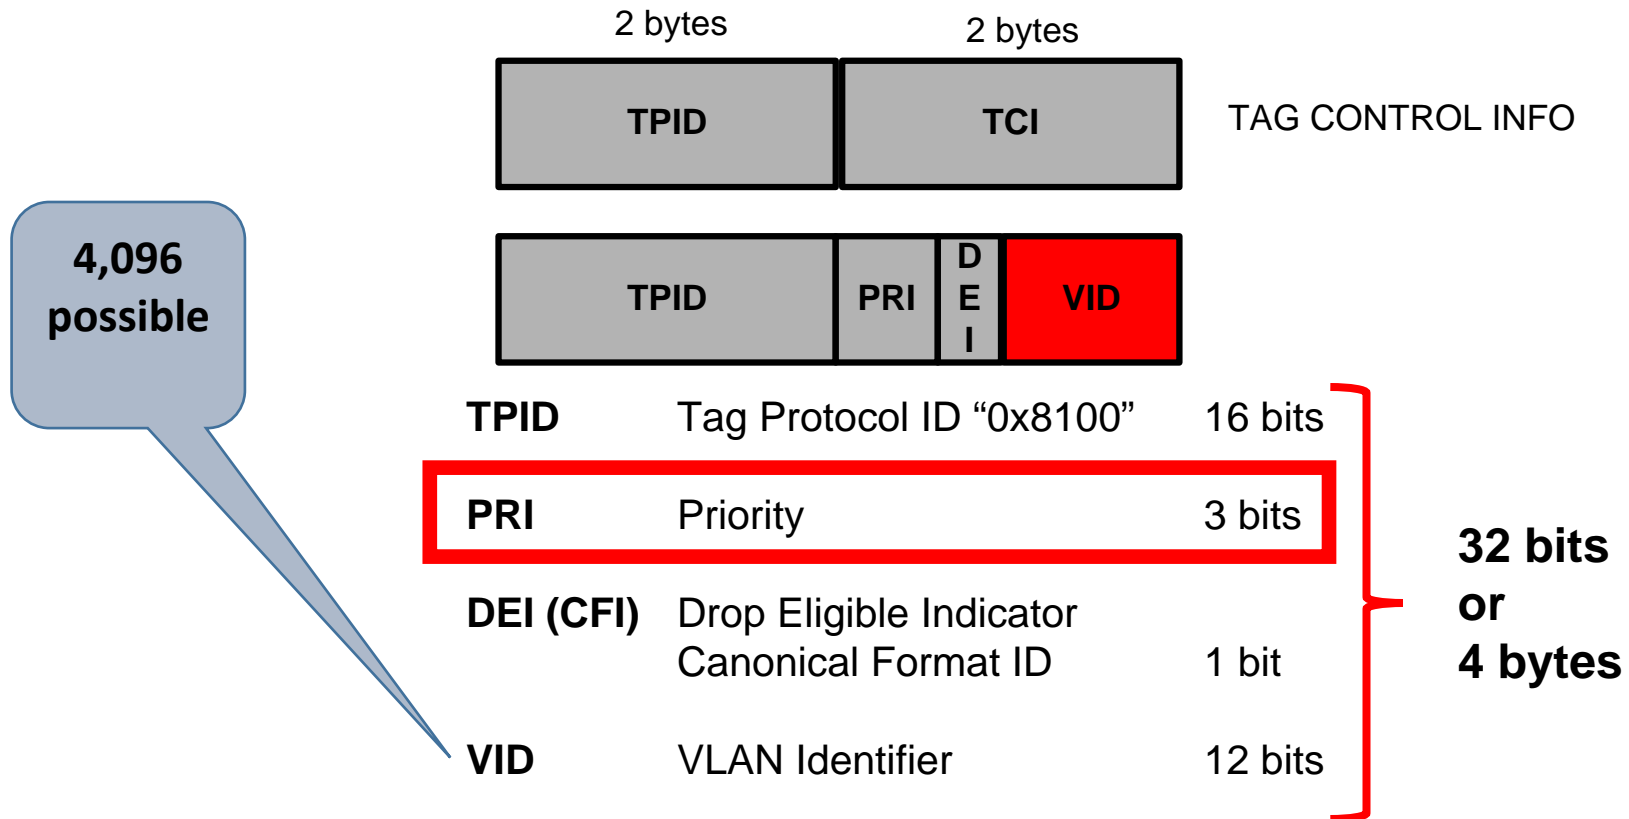 2 bytes 2 bytes
TPID TCI TAG CONTROL INFO
4,096
possible
TPID PRI D
E
I VID
TPID Tag Protocol ID “0x8100” 16 bits
PRI Priority 3 bits
DEI (CFI) Drop Eligible Indicator
Canonical Format ID 1 bit
VID VLAN Identifier 12 bits
32 bits
or
4 bytes